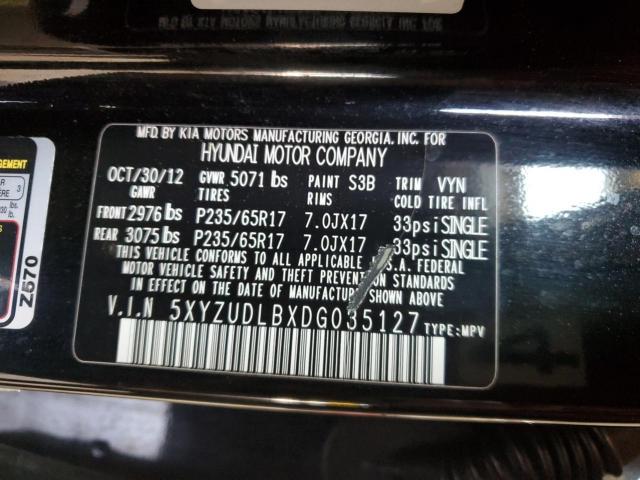 MFD. BY KIA MOTORS MANUFACTURING GEORGIA. INC. FOR
HYUNDAI MOTOR COMPANY
OCT/30/12 GVWR 5071 lbs PAINT S3B TRIM VYN
GAWR TIRES RIMS COLD TIRE INFL
FRONT 2976 lbs P235/65R17 7.0JX17 33psi SINGLE
REAR 3075 lbs P235/65R17 7.0JX17 33psi SINGLE
THIS VEHICLE CONFORMS TO ALL APPLICABLE U.S.A. FEDERAL
MOTOR VEHICLE SAFETY AND THEFT PREVENTION STANDARDS
IN EFFECT ON THE DATE OF MANUFACTURE SHOWN ABOVE.
V.I.N 5XYZUDLBXDG035127 TYPE: MPV
Z570